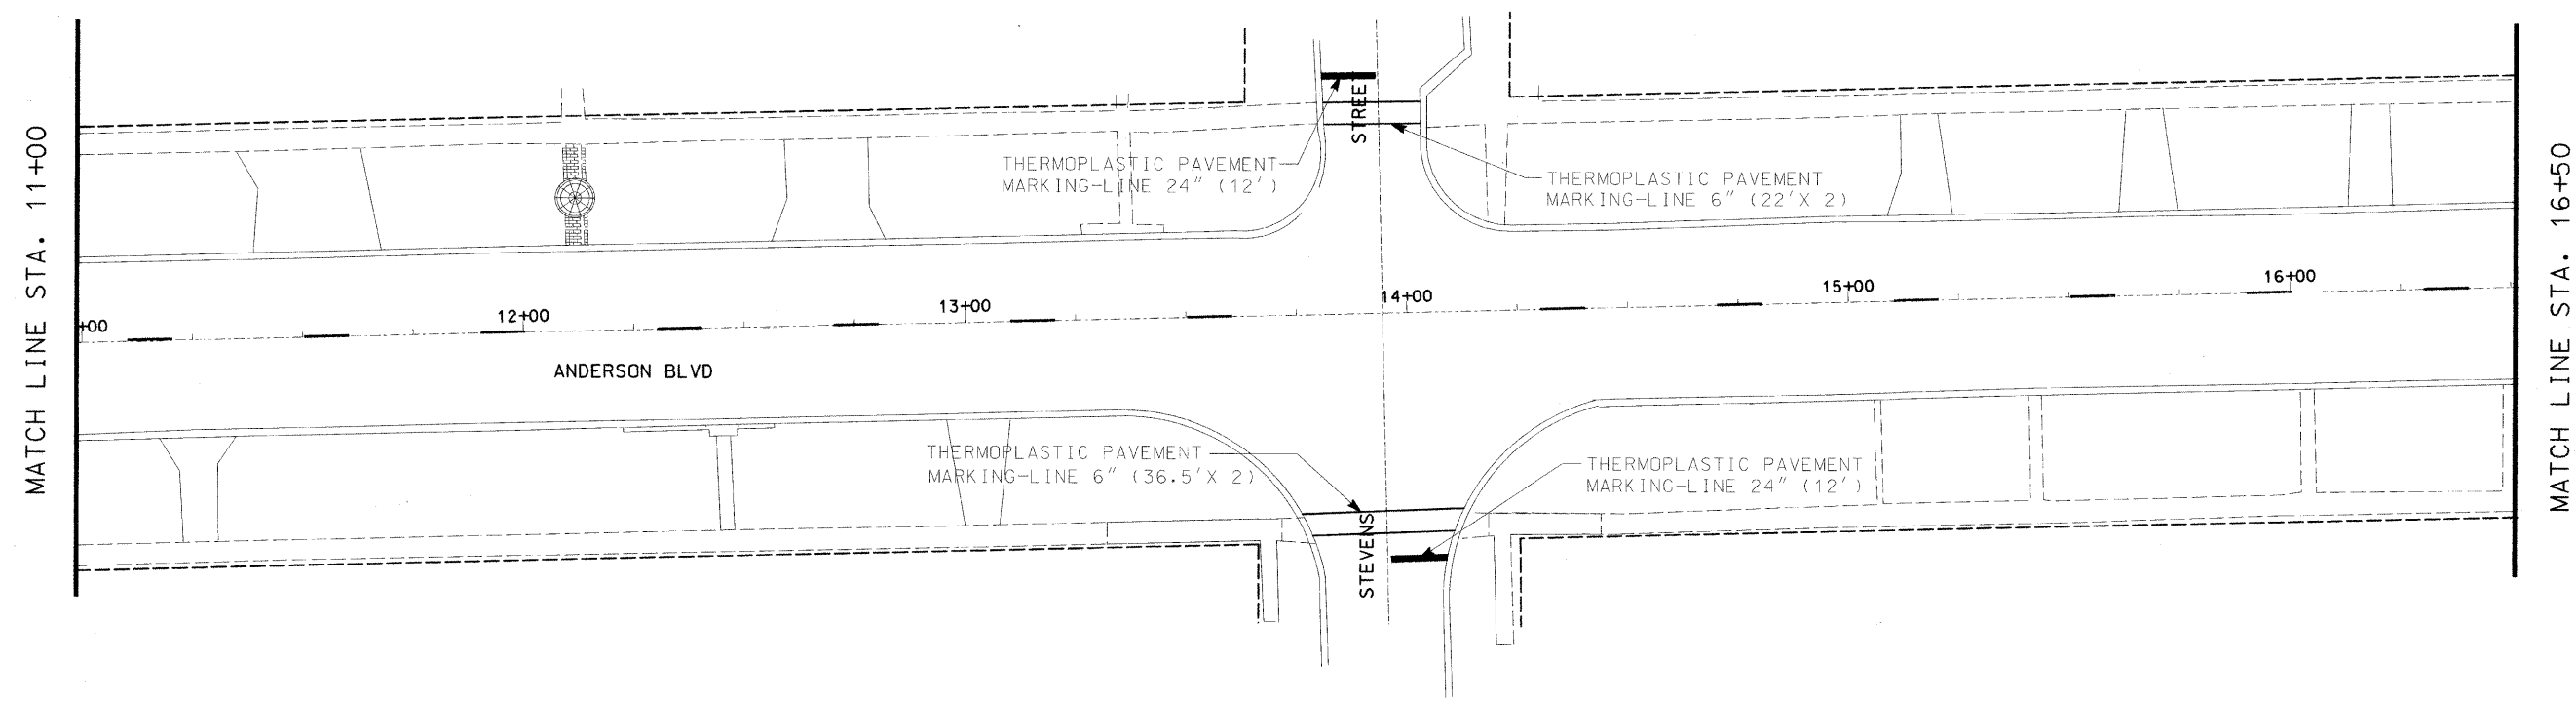 MATCH LINE STA. 11+00
STREE
THERMOPLASTIC PAVEMENT
MARKING-LINE 24" (12')
THERMOPLASTIC PAVEMENT
MARKING-LINE 6" (22'X 2)
+00
12+00
13+00
14+00
15+00
16+00
ANDERSON BLVD
THERMOPLASTIC PAVEMENT
MARKING-LINE 6" (36.5'X 2)
THERMOPLASTIC PAVEMENT
MARKING-LINE 24" (12')
STEVENS
MATCH LINE STA. 16+50